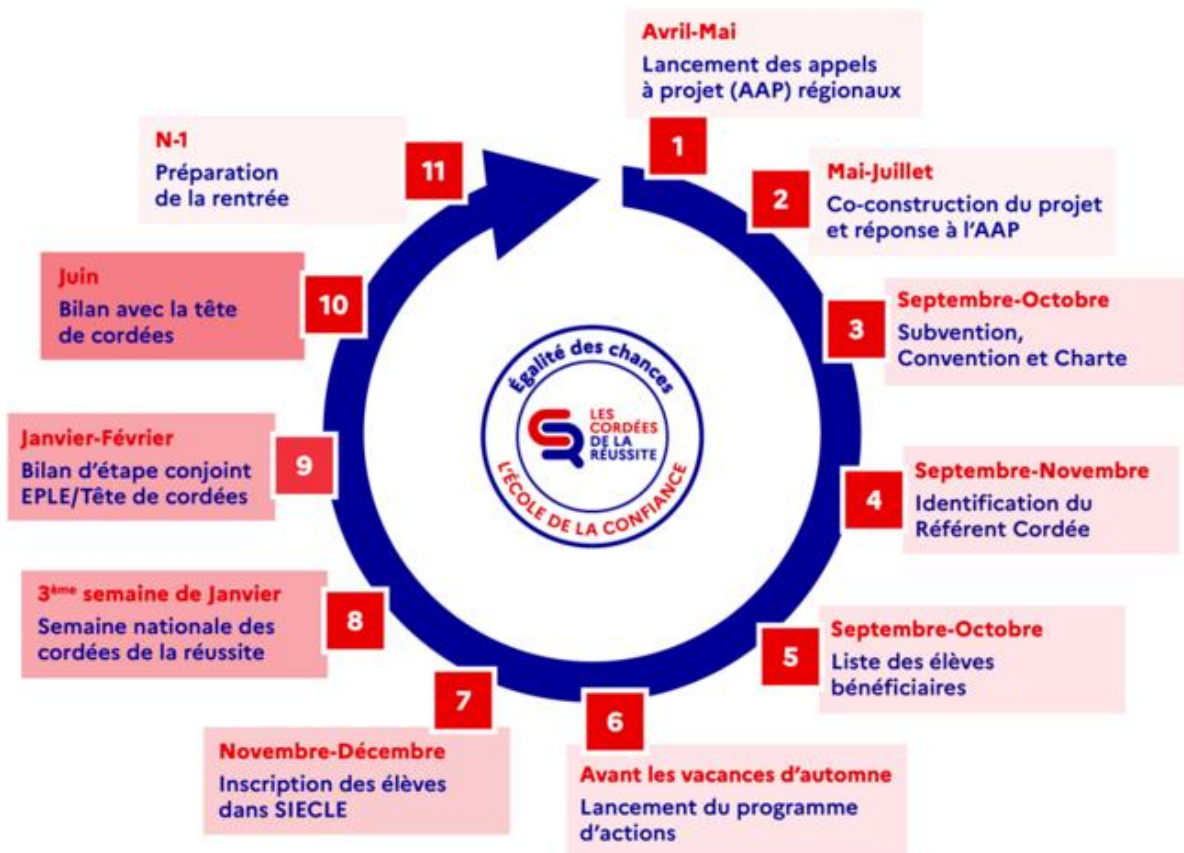 1
Avril-Mai
Lancement des appels
à projet (AAP) régionaux
2
Mai-Juillet
Co-construction du projet
et réponse à l'AAP
3
Septembre-Octobre
Subvention,
Convention et Charte
4
Septembre-Novembre
Identification du
Référent Cordée
5
Septembre-Octobre
Liste des élèves
bénéficiaires
6
Avant les vacances d'automne
Lancement du programme
d'actions
7
Novembre-Décembre
Inscription des élèves
dans SIECLE
8
3ème semaine de Janvier
Semaine nationale des
cordées de la réussite
9
Janvier-Février
Bilan d'étape conjoint
EPLE/Tête de cordées
10
Juin
Bilan avec la tête
de cordées
11
N-1
Préparation
de la rentrée
Égalité des chances
LES
CORDÉES
DE LA
RÉUSSITE
L'ÉCOLE DE LA CONFIANCE